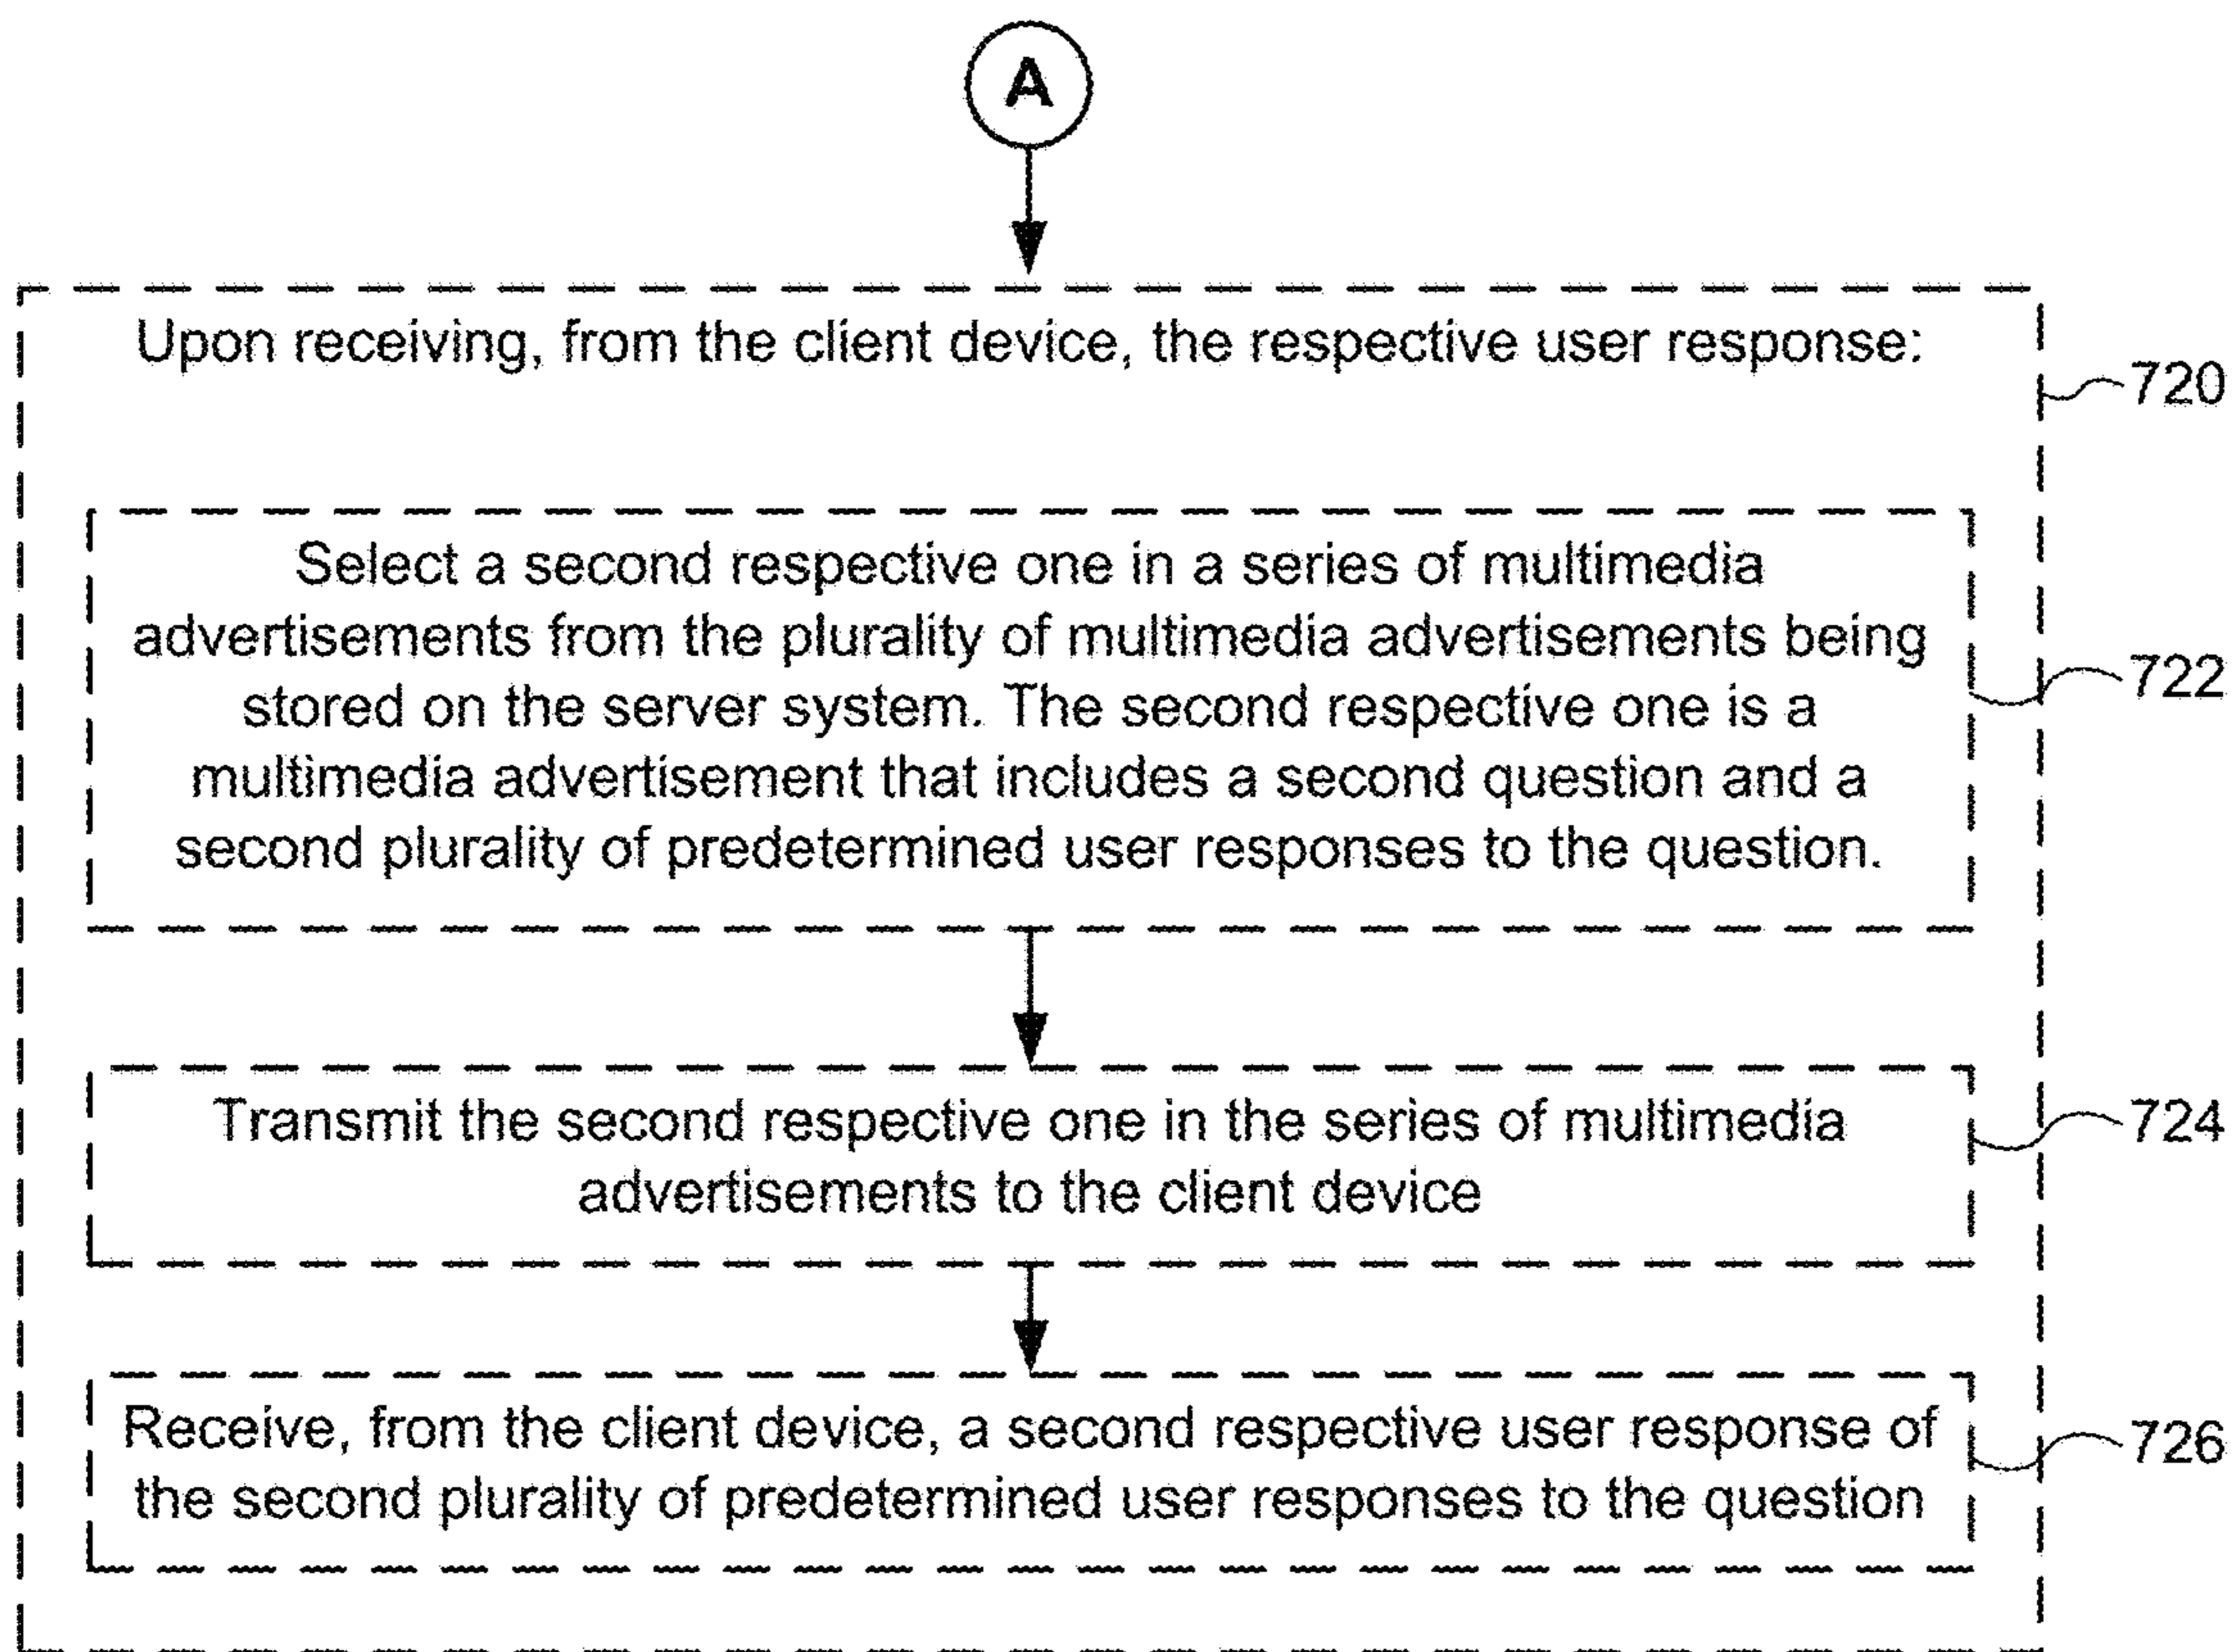 A
Upon receiving, from the client device, the respective user response:
720
Select a second respective one in a series of multimedia
advertisements from the plurality of multimedia advertisements being
stored on the server system. The second respective one is a
multimedia advertisement that includes a second question and a
second plurality of predetermined user responses to the question.
722
Transmit the second respective one in the series of multimedia
advertisements to the client device
724
Receive, from the client device, a second respective user response of
the second plurality of predetermined user responses to the question
726